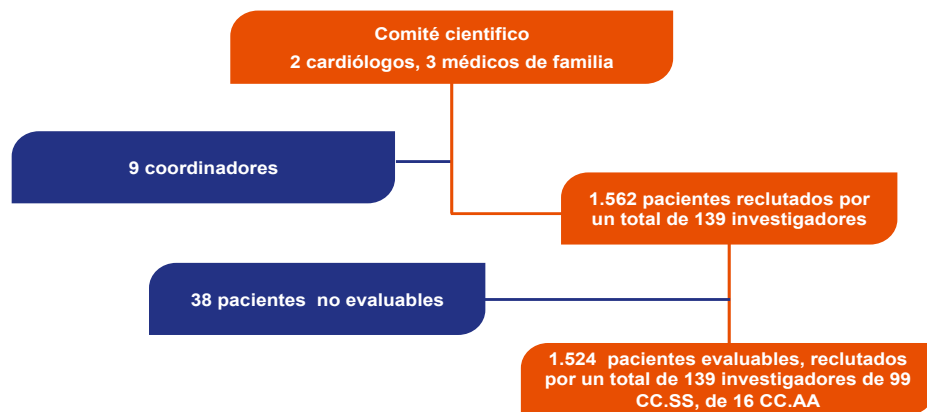 Comité cientifico
2 cardiólogos, 3 médicos de familia
9 coordinadores
1.562 pacientes reclutados por
un total de 139 investigadores
38 pacientes no evaluables
1.524 pacientes evaluables, reclutados
por un total de 139 investigadores de 99
CC.SS, de 16 CC.AA